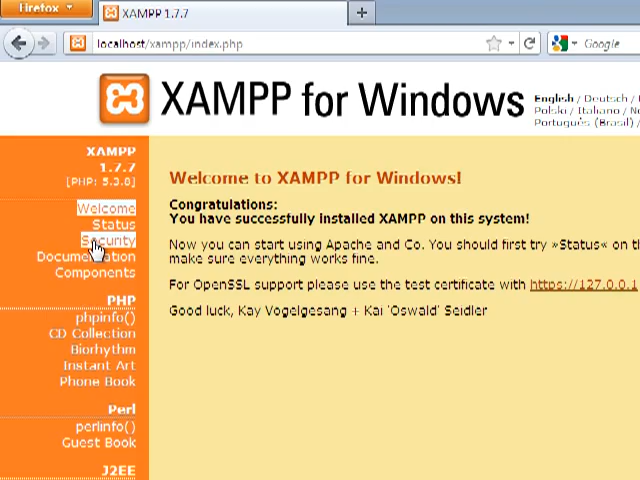 Firefox
XAMPP 1.7.7
localhost/xampp/index.php
Google
XAMPP for Windows
English / Deutsch /
Polski / Italiano /
Português (Brasil) /
XAMPP
1.7.7
[PHP: 5.3.8]
Welcome
Status
Security
Documentation
Components
PHP
phpinfo()
CD Collection
Biorhythm
Instant Art
Phone Book
Perl
perlinfo()
Guest Book
J2EE
Welcome to XAMPP for Windows!
Congratulations:
You have successfully installed XAMPP on this system!
Now you can start using Apache and Co. You should first try »Status« on
make sure everything works fine.
For OpenSSL support please use the test certificate with https://127.0.0.1
Good luck, Kay Vogelgesang + Kai 'Oswald' Seidler